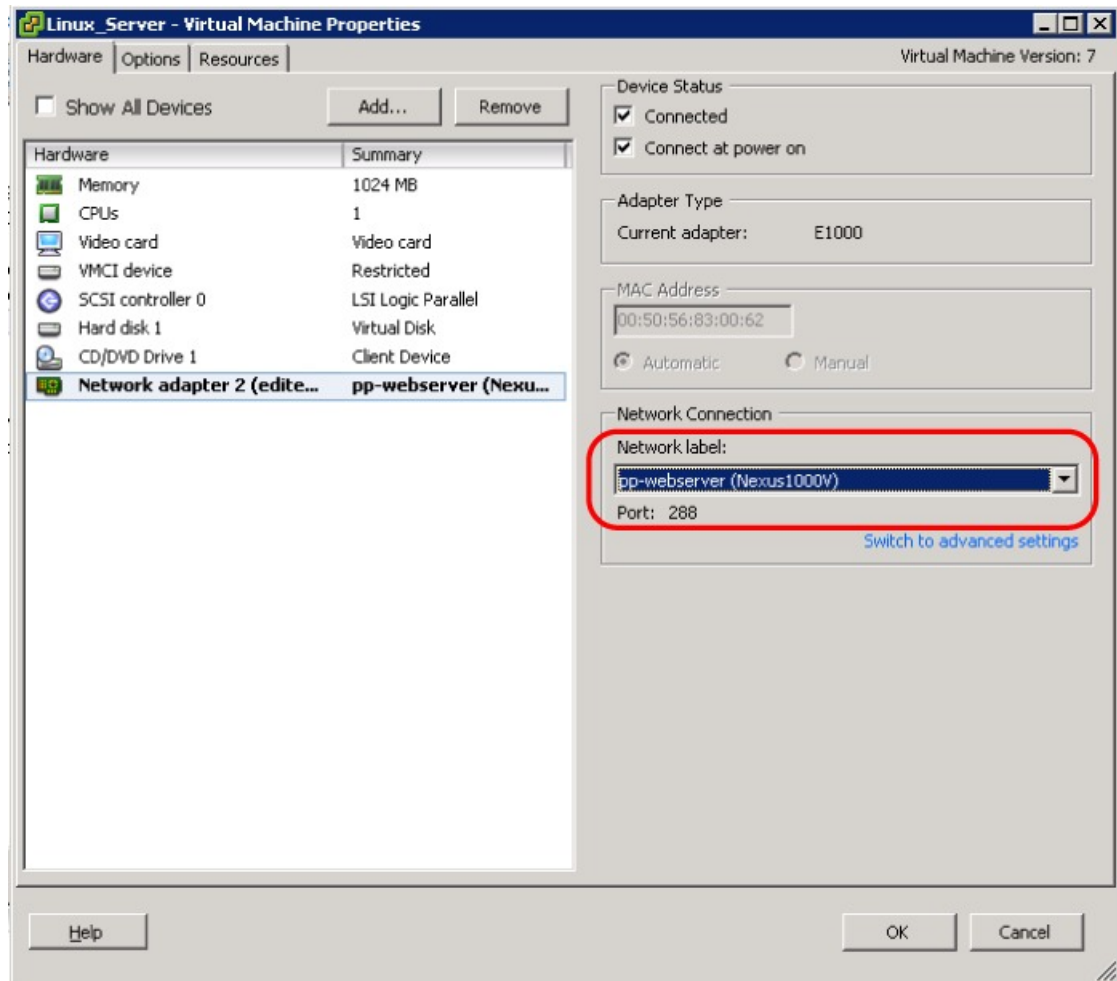 Linux_Server - Virtual Machine Properties
Hardware Options Resources Virtual Machine Version: 7
Show All Devices Add... Remove
Hardware Summary
Memory 1024 MB
CPUs 1
Video card Video card
VMCI device Restricted
SCSI controller 0 LSI Logic Parallel
Hard disk 1 Virtual Disk
CD/DVD Drive 1 Client Device
Network adapter 2 (edite... pp-webserver (Nexu...
Device Status
Connected
Connect at power on
Adapter Type
Current adapter: E1000
MAC Address
00:50:56:83:00:62
Automatic Manual
Network Connection
Network label:
pp-webserver (Nexus1000V)
Port: 288
Switch to advanced settings
Help OK Cancel